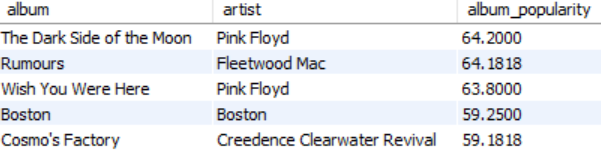 album artist album_popularity
The Dark Side of the Moon Pink Floyd 64.2000
Rumours Fleetwood Mac 64.1818
Wish You Were Here Pink Floyd 63.8000
Boston Boston 59.2500
Cosmo's Factory Creedence Clearwater Revival 59.1818